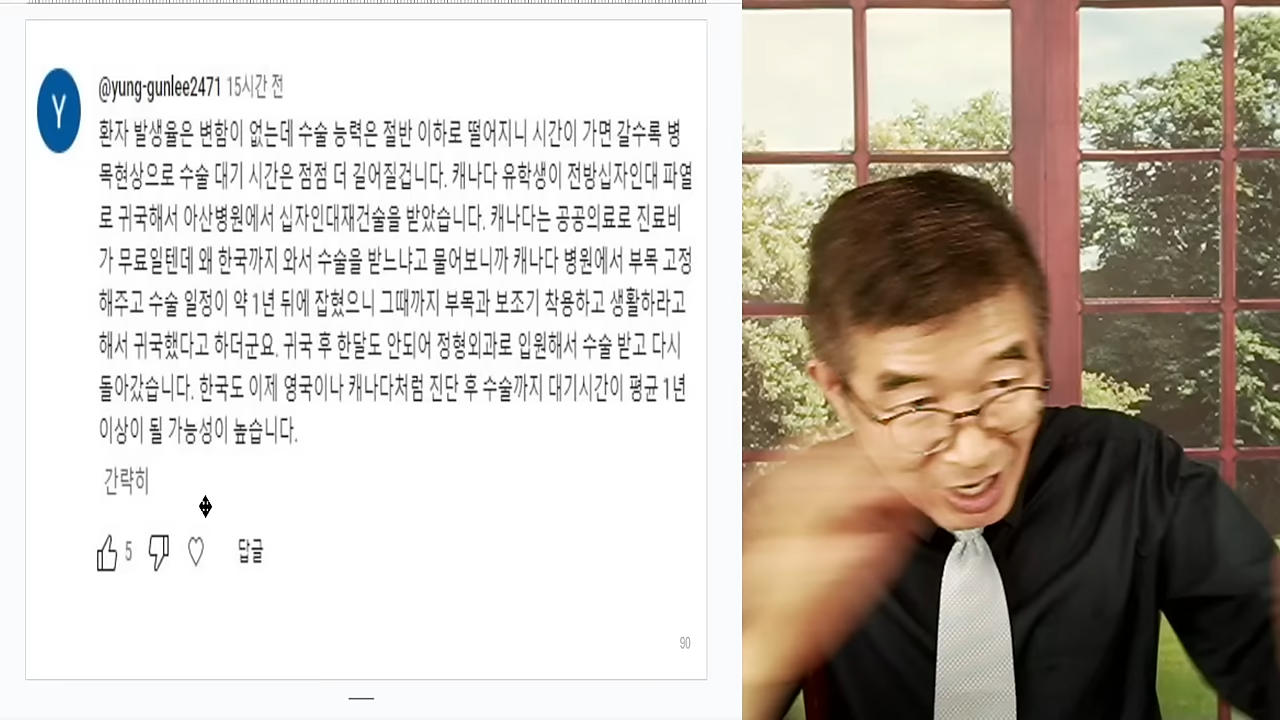 Y
@yung-gunlee2471 15시간 전
환자 발생율은 변함이 없는데 수술 능력은 절반 이하로 떨어지니 시간이 가면 갈수록 병
목현상으로 수술 대기 시간은 점점 더 길어질겁니다. 캐나다 유학생이 전방십자인대 파열
로 귀국해서 아산병원에서 십자인대재건술을 받았습니다. 캐나다는 공공의료로 진료비
가 무료일텐데 왜 한국까지 와서 수술을 받느냐고 물어보니까 캐나다 병원에서 부목 고정
해주고 수술 일정이 약 1년 뒤에 잡혔으니 그때까지 부목과 보조기 착용하고 생활하라고
해서 귀국했다고 하더군요. 귀국 후 한달도 안되어 정형외과로 입원해서 수술 받고 다시
돌아갔습니다. 한국도 이제 영국이나 캐나다처럼 진단 후 수술까지 대기시간이 평균 1년
이상이 될 가능성이 높습니다.
간략히
5 답글
90